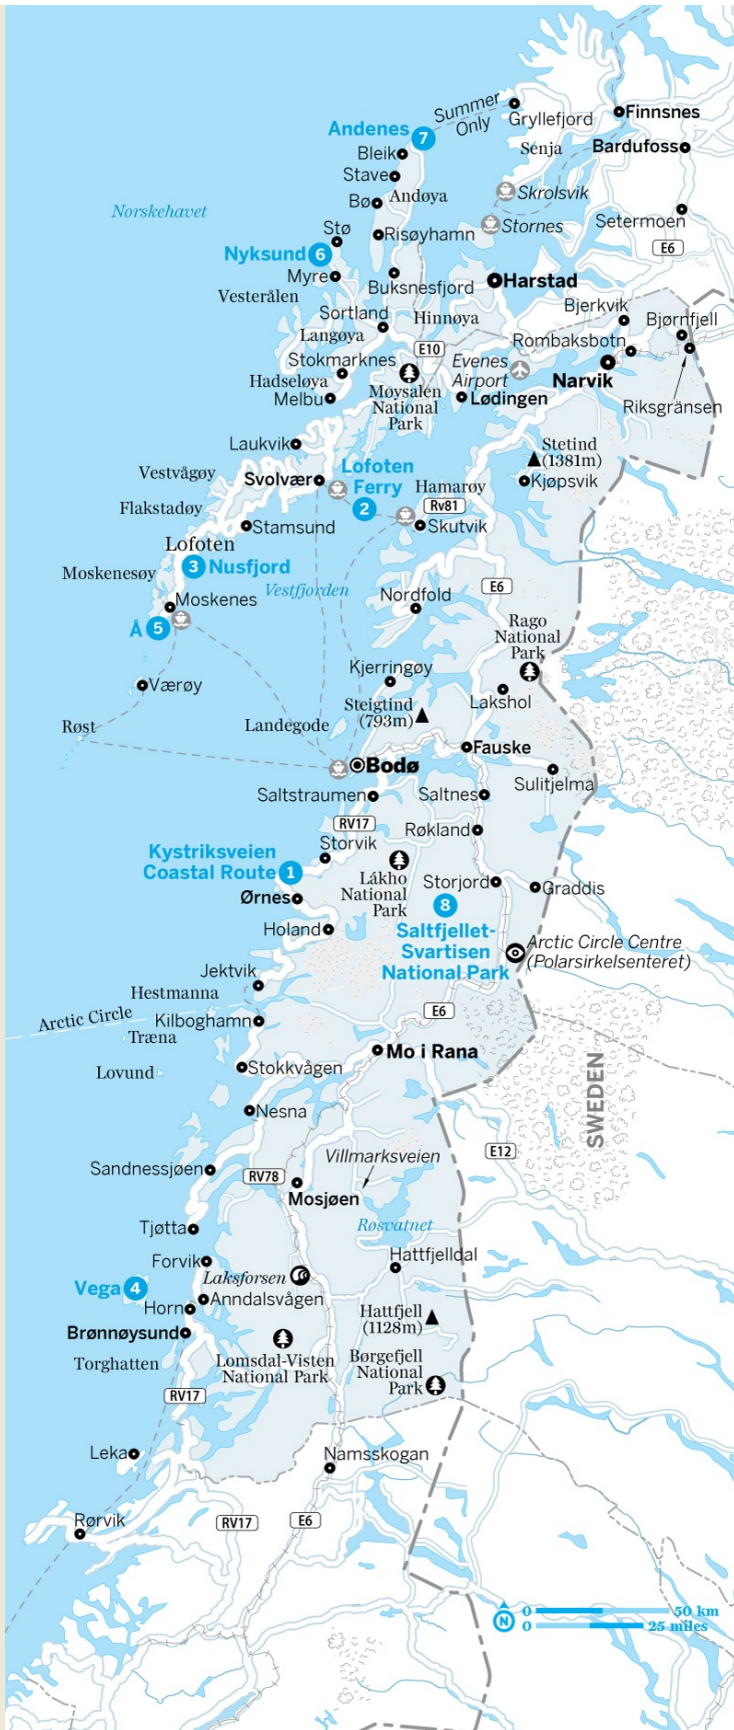 Summer
Only
Gryllefjord
Finnsnes
Andenes
7
Bleik
Senja
Bardufoss
Stave
Skrolsvik
Bø
Andøya
Norskehavet
Stornes
Setermoen
Stø
Risøyhamn
E6
Nyksund
6
Myre
Buksnesfjord
Harstad
Vesterålen
Sortland
Hinnøya
Bjerkvik
Bjørnfjell
Langøya
Rombaksbotn
E10
Stokmarknes
Evenes
Airport
Hadseløya
Narvik
Møysalen
National
Park
Melbu
Lødingen
Riksgränsen
Laukvik
Stetind
(1381m)
Vestvågøy
Svolvær
Lofoten
Ferry
2
Hamarøy
Kjøpsvik
Flakstadøy
Rv81
Stamsund
Skutvik
Lofoten
3
Nusfjord
Moskenesøy
Vestfjorden
E6
Moskenes
Nordfold
Å
5
Rago
National
Park
Kjerringøy
Værøy
Lakshol
Steigtind
(793m)
Røst
Landegode
Fauske
Bodø
Sulitjelma
Saltstraumen
Saltnes
RV17
Røkland
Storvik
Kystriksveien
Coastal Route
1
Láhko
National
Park
Storjord
Graddis
Ørnes
8
Saltfjellet-
Svartisen
National Park
Holand
Arctic Circle Centre
(Polarsirkelsenteret)
Jektvik
Hestmanna
E6
Arctic Circle
Kilboghamn
Træna
Mo i Rana
Lovund
Stokkvågen
SWEDEN
Nesna
E12
Villmarksveien
Sandnessjøen
RV78
Mosjøen
Tjøtta
Røsvatnet
Forvik
Hattfjelldal
Laksforsen
Vega
4
Anndalsvågen
Horn
Hattfjell
(1128m)
Brønnøysund
Torghatten
Lomsdal-Visten
National Park
Børgefjell
National
Park
RV17
Leka
Namsskogan
Rørvik
RV17
E6
N
0
50 km
0
25 miles